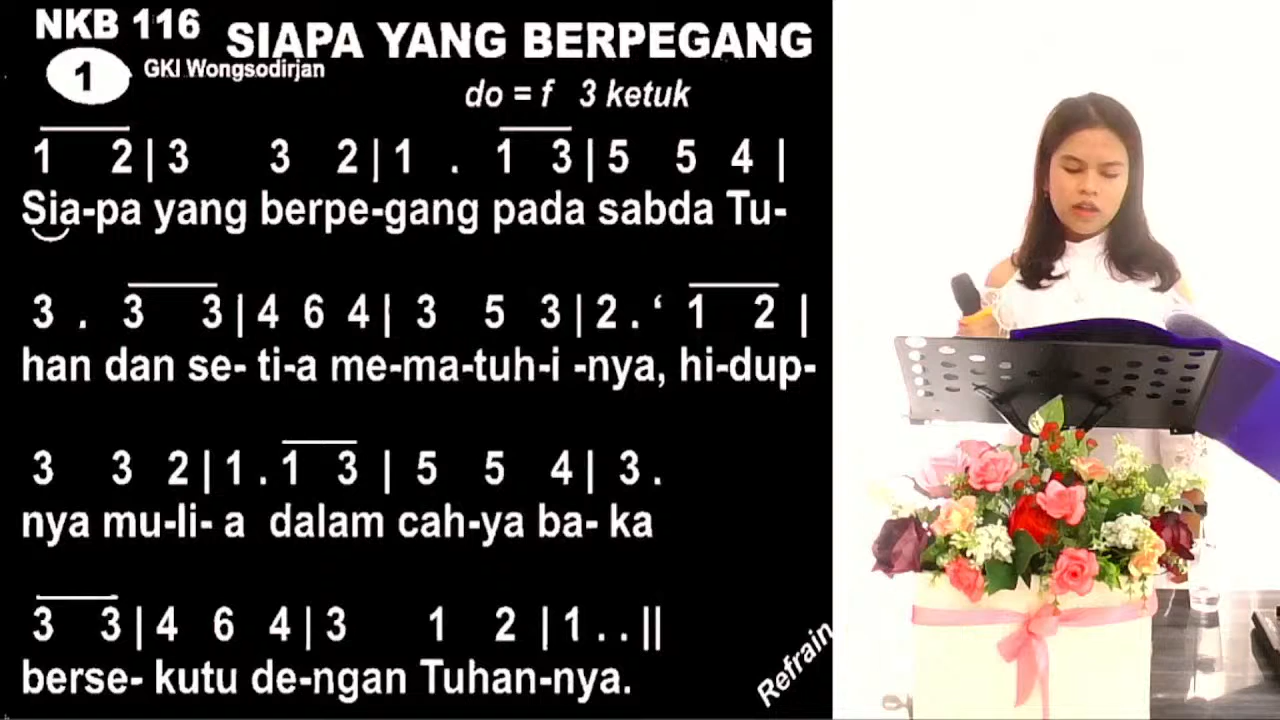 NKB 116 SIAPA YANG BERPEGANG
1 GKI Wongsodirjan
do = f 3 ketuk
1 2 | 3 3 2 | 1 . 1 3 | 5 5 4 |
Sia-pa yang berpe-gang pada sabda Tu-
3 . 3 3 | 4 6 4 | 3 5 3 | 2 . ‘ 1 2 |
han dan se- ti-a me-ma-tuh-i -nya, hi-dup-
3 3 2 | 1 . 1 3 | 5 5 4 | 3 .
nya mu-li- a dalam cah-ya ba- ka
3 3 | 4 6 4 | 3 1 2 | 1 . . ||
berse- kutu de-ngan Tuhan-nya.
Refrain